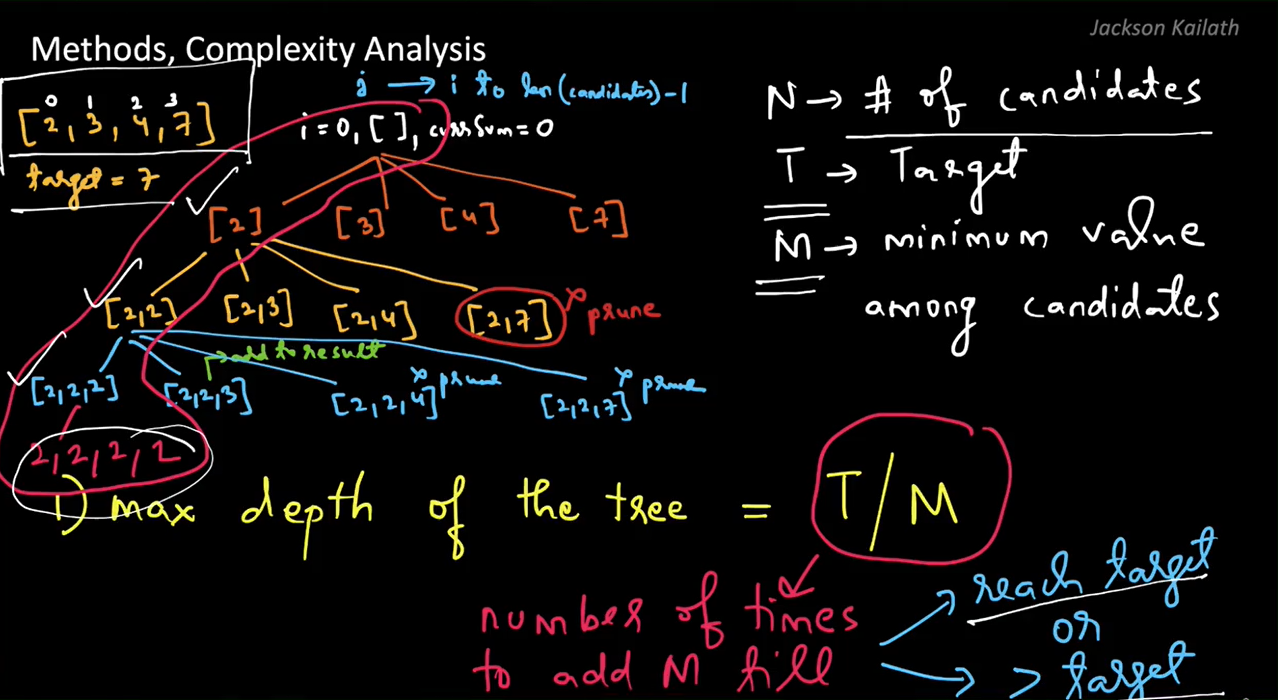 Jackson Kailath
Methods, Complexity Analysis
j → i to len(candidates)-1
0 1 2 3
[2, 3, 4, 7]
target = 7
i=0, [ ], currSum=0
N → # of candidates
T → Target
M → minimum value
among candidates
[2] [3] [4] [7]
[2,2] [2,3] [2,4] [2,7] x prune
add to result
[2,2,2] [2,2,3] [2,2,4] x prune [2,2,7] x prune
2,2,2,2
1) max depth of the tree = T/M
number of times
to add M till
reach target
or
> target